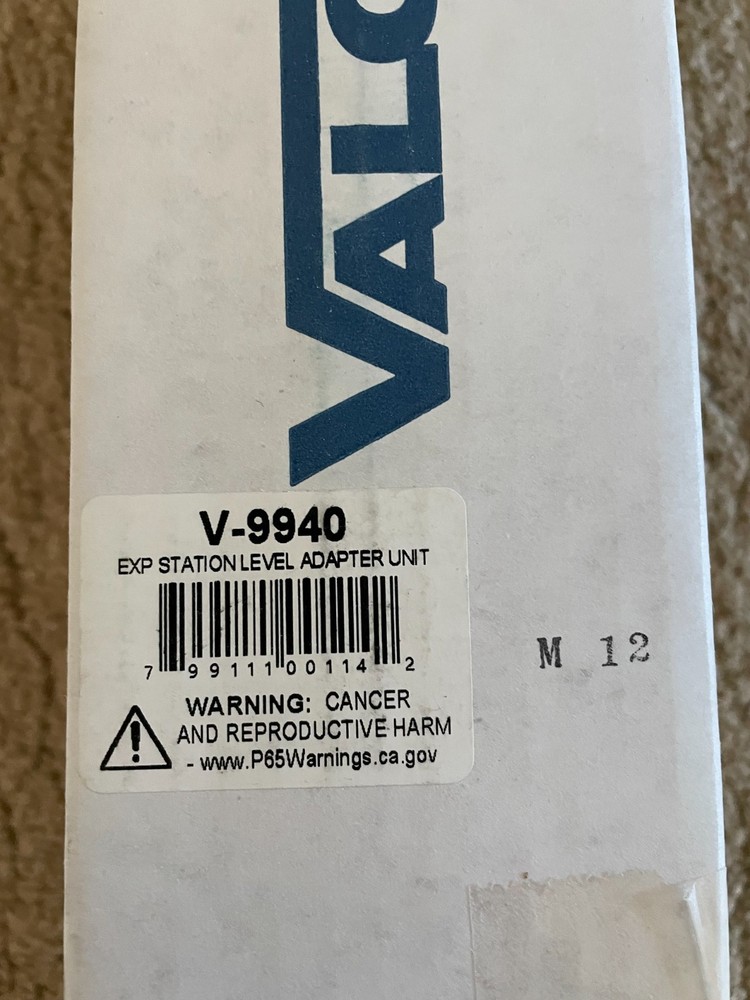 VALC
V-9940
EXP STATION LEVEL ADAPTER UNIT
7 99111 00114 2
WARNING: CANCER
AND REPRODUCTIVE HARM
- www.P65Warnings.ca.gov
M 12